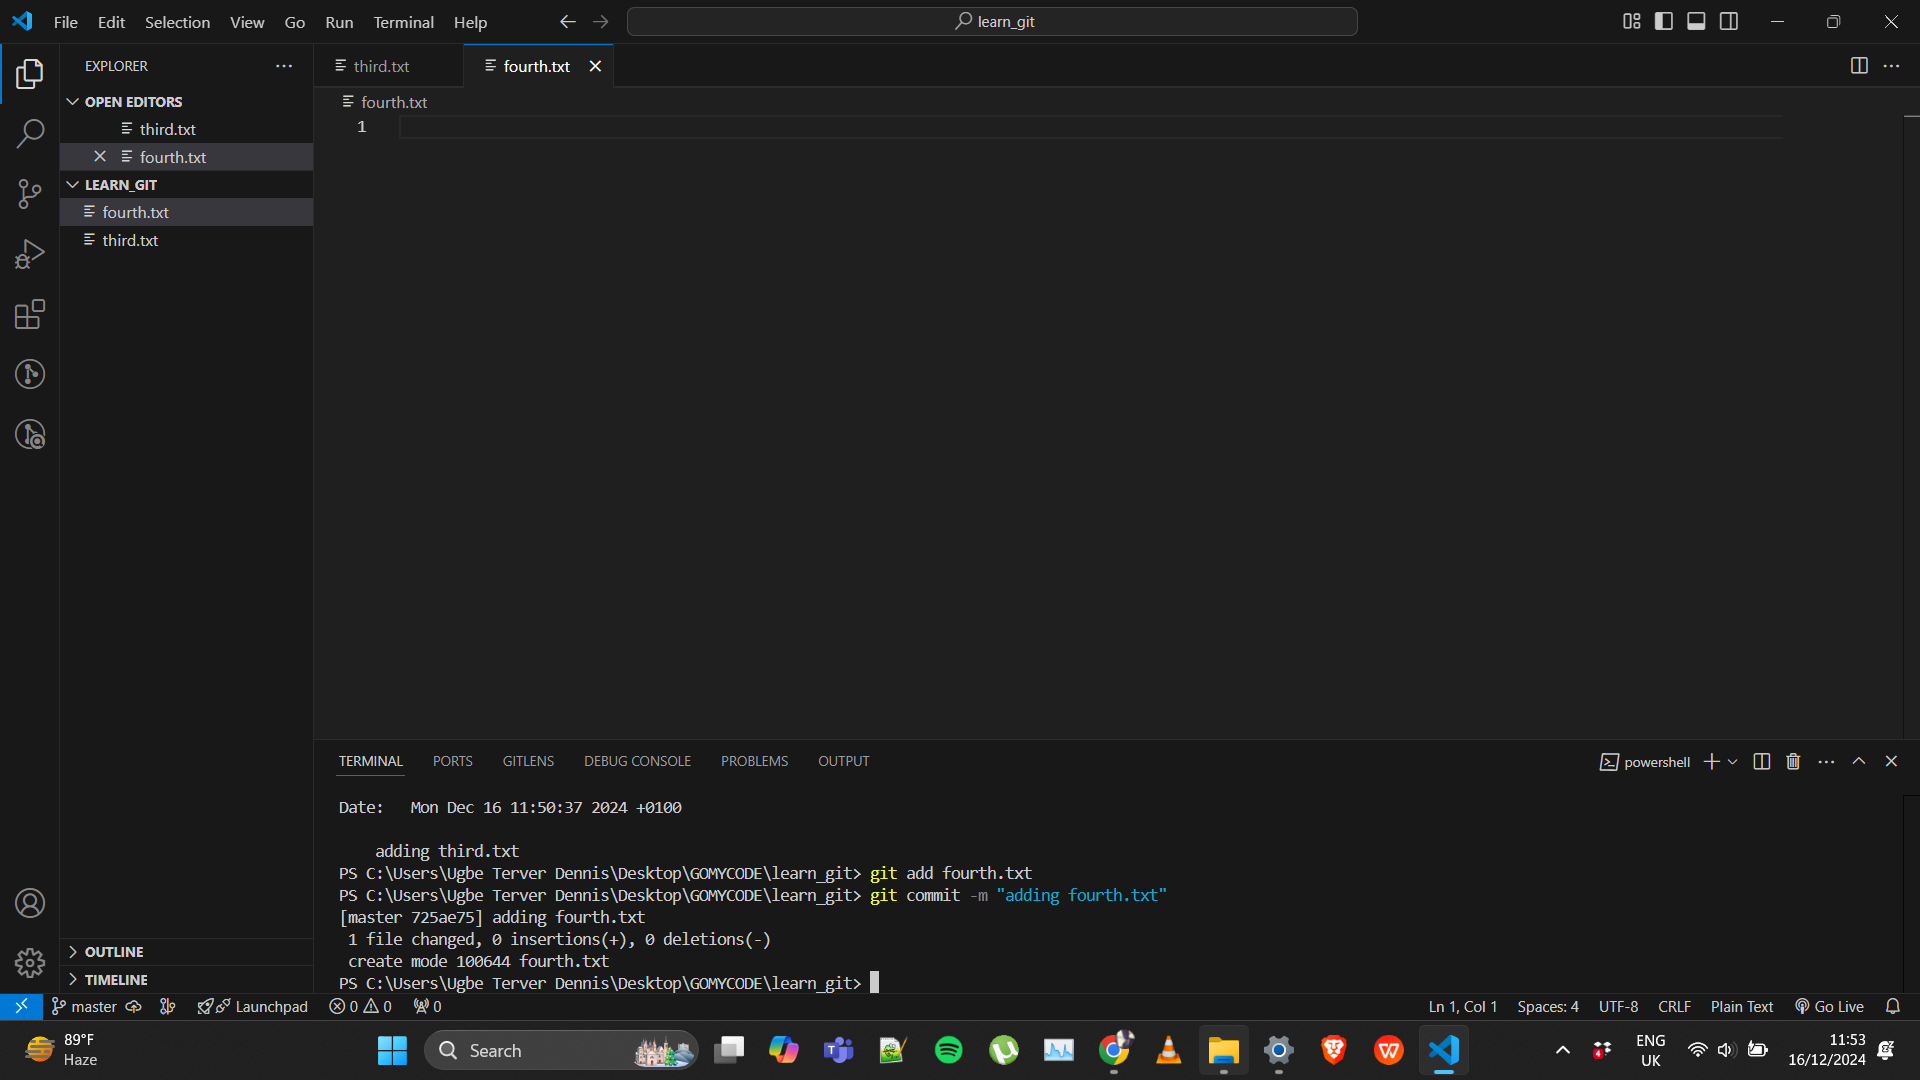 File Edit Selection View Go Run Terminal Help
learn_git
EXPLORER
OPEN EDITORS
third.txt
fourth.txt
LEARN_GIT
fourth.txt
third.txt
OUTLINE
TIMELINE
third.txt
fourth.txt
fourth.txt
1
TERMINAL PORTS GITLENS DEBUG CONSOLE PROBLEMS OUTPUT
powershell
Date:   Mon Dec 16 11:50:37 2024 +0100
adding third.txt
PS C:\Users\Ugbe Terver Dennis\Desktop\GOMYCODE\learn_git> git add fourth.txt
PS C:\Users\Ugbe Terver Dennis\Desktop\GOMYCODE\learn_git> git commit -m "adding fourth.txt"
[master 725ae75] adding fourth.txt
1 file changed, 0 insertions(+), 0 deletions(-)
create mode 100644 fourth.txt
PS C:\Users\Ugbe Terver Dennis\Desktop\GOMYCODE\learn_git>
master Launchpad 0 0 0 Ln 1, Col 1 Spaces: 4 UTF-8 CRLF Plain Text Go Live
89°F
Haze
Search
4
ENG
UK
11:53
16/12/2024